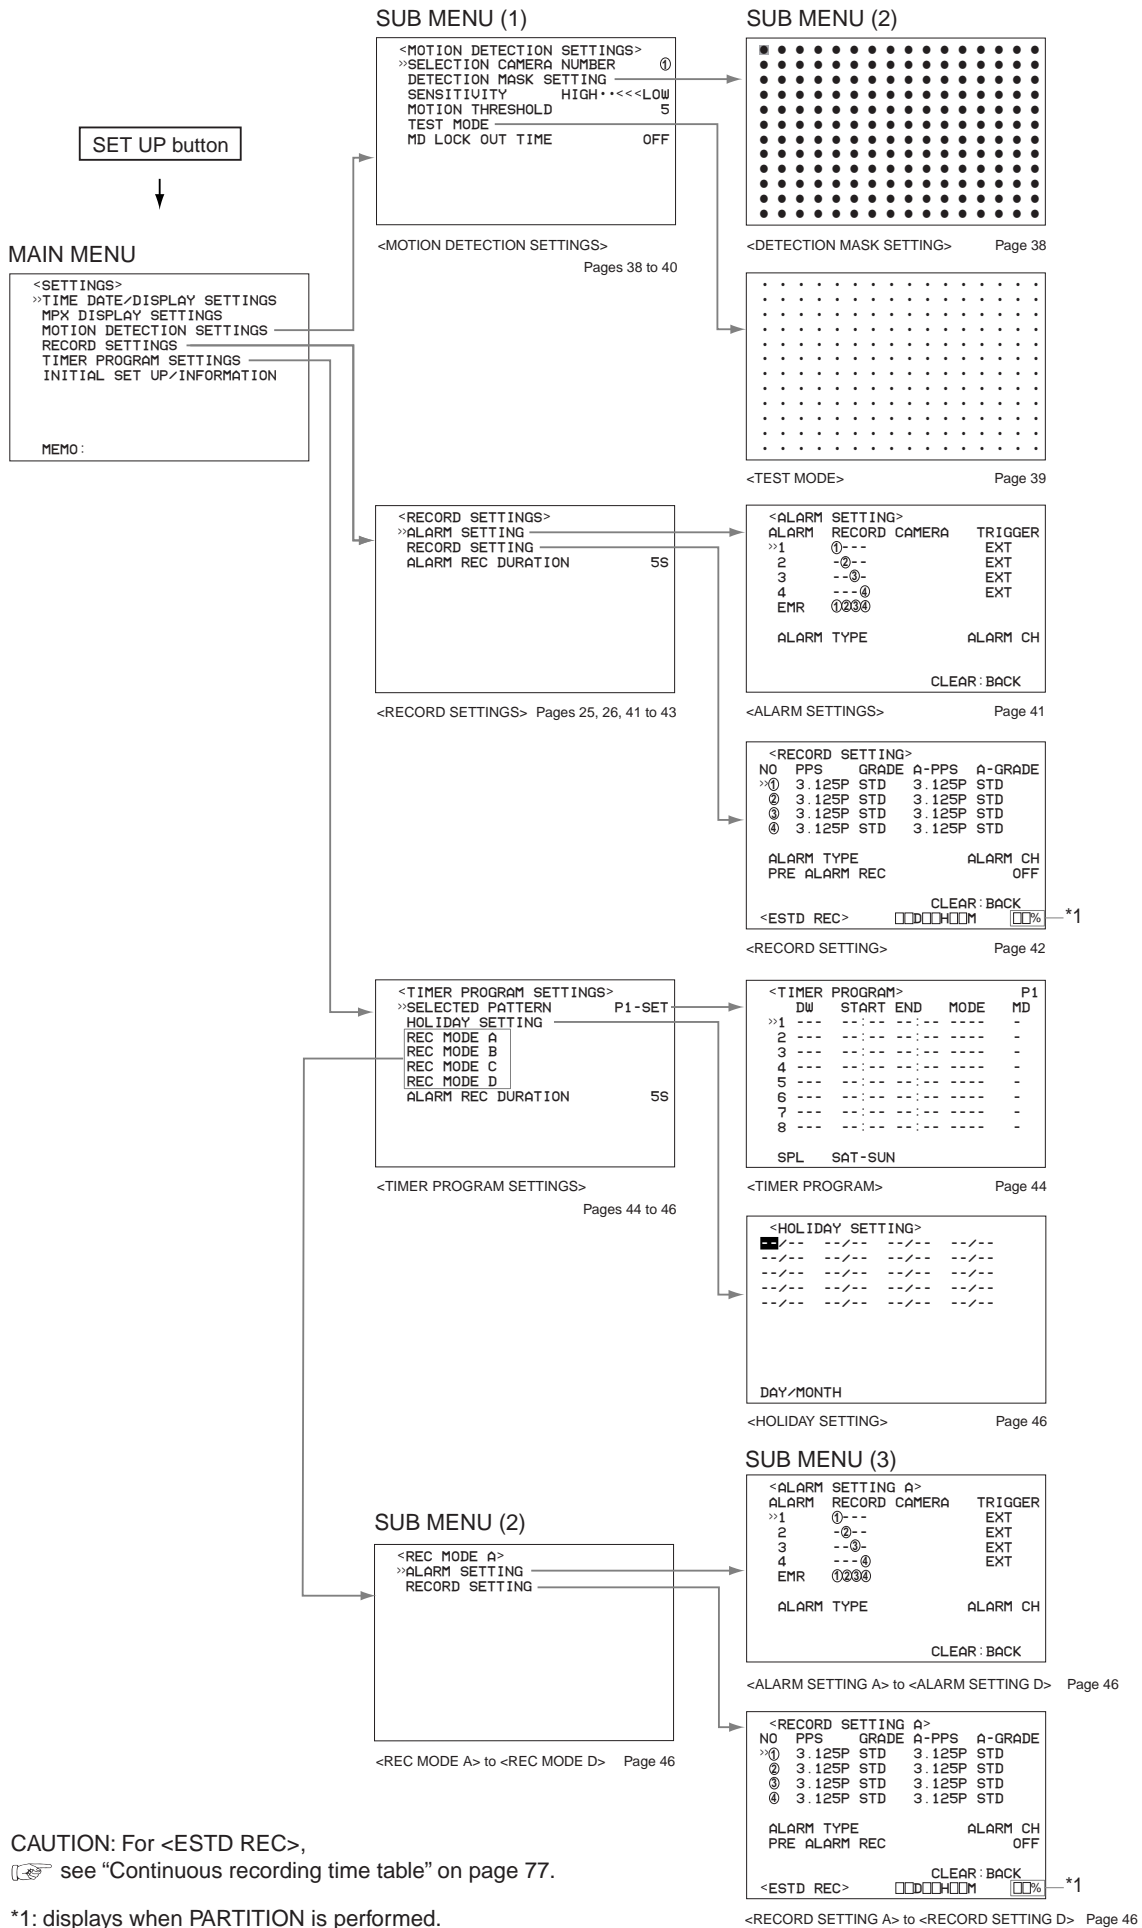 SUB MENU (1)
<MOTION DETECTION SETTINGS>
»SELECTION CAMERA NUMBER ①
DETECTION MASK SETTING
SENSITIVITY HIGH··<<<LOW
MOTION THRESHOLD 5
TEST MODE
MD LOCK OUT TIME OFF
<MOTION DETECTION SETTINGS>
Pages 38 to 40
SUB MENU (2)
<DETECTION MASK SETTING> Page 38
<TEST MODE> Page 39
SET UP button
MAIN MENU
<SETTINGS>
»TIME DATE/DISPLAY SETTINGS
MPX DISPLAY SETTINGS
MOTION DETECTION SETTINGS
RECORD SETTINGS
TIMER PROGRAM SETTINGS
INITIAL SET UP/INFORMATION
MEMO:
<RECORD SETTINGS>
»ALARM SETTING
RECORD SETTING
ALARM REC DURATION 5S
<RECORD SETTINGS> Pages 25, 26, 41 to 43
<ALARM SETTING>
ALARM RECORD CAMERA TRIGGER
»1 ①--- EXT
2 -②-- EXT
3 --③- EXT
4 ---④ EXT
EMR ①②③④
ALARM TYPE ALARM CH
CLEAR:BACK
<ALARM SETTINGS> Page 41
<RECORD SETTING>
NO PPS GRADE A-PPS A-GRADE
»① 3.125P STD 3.125P STD
② 3.125P STD 3.125P STD
③ 3.125P STD 3.125P STD
④ 3.125P STD 3.125P STD
ALARM TYPE ALARM CH
PRE ALARM REC OFF
CLEAR:BACK
<ESTD REC> □□D□□H□□M □□% *1
<RECORD SETTING> Page 42
<TIMER PROGRAM SETTINGS>
»SELECTED PATTERN P1-SET
HOLIDAY SETTING
REC MODE A
REC MODE B
REC MODE C
REC MODE D
ALARM REC DURATION 5S
<TIMER PROGRAM SETTINGS>
Pages 44 to 46
<TIMER PROGRAM> P1
DW START END MODE MD
»1 --- --:-- --:-- ---- -
2 --- --:-- --:-- ---- -
3 --- --:-- --:-- ---- -
4 --- --:-- --:-- ---- -
5 --- --:-- --:-- ---- -
6 --- --:-- --:-- ---- -
7 --- --:-- --:-- ---- -
8 --- --:-- --:-- ---- -
SPL SAT-SUN
<TIMER PROGRAM> Page 44
<HOLIDAY SETTING>
--/-- --/-- --/-- --/--
--/-- --/-- --/-- --/--
--/-- --/-- --/-- --/--
--/-- --/-- --/-- --/--
--/-- --/-- --/-- --/--
DAY/MONTH
<HOLIDAY SETTING> Page 46
SUB MENU (2)
<REC MODE A>
»ALARM SETTING
RECORD SETTING
<REC MODE A> to <REC MODE D> Page 46
SUB MENU (3)
<ALARM SETTING A>
ALARM RECORD CAMERA TRIGGER
»1 ①--- EXT
2 -②-- EXT
3 --③- EXT
4 ---④ EXT
EMR ①②③④
ALARM TYPE ALARM CH
CLEAR:BACK
<ALARM SETTING A> to <ALARM SETTING D> Page 46
<RECORD SETTING A>
NO PPS GRADE A-PPS A-GRADE
»① 3.125P STD 3.125P STD
② 3.125P STD 3.125P STD
③ 3.125P STD 3.125P STD
④ 3.125P STD 3.125P STD
ALARM TYPE ALARM CH
PRE ALARM REC OFF
CLEAR:BACK
<ESTD REC> □□D□□H□□M □□% *1
<RECORD SETTING A> to <RECORD SETTING D> Page 46
CAUTION: For <ESTD REC>,
see “Continuous recording time table” on page 77.
*1: displays when PARTITION is performed.